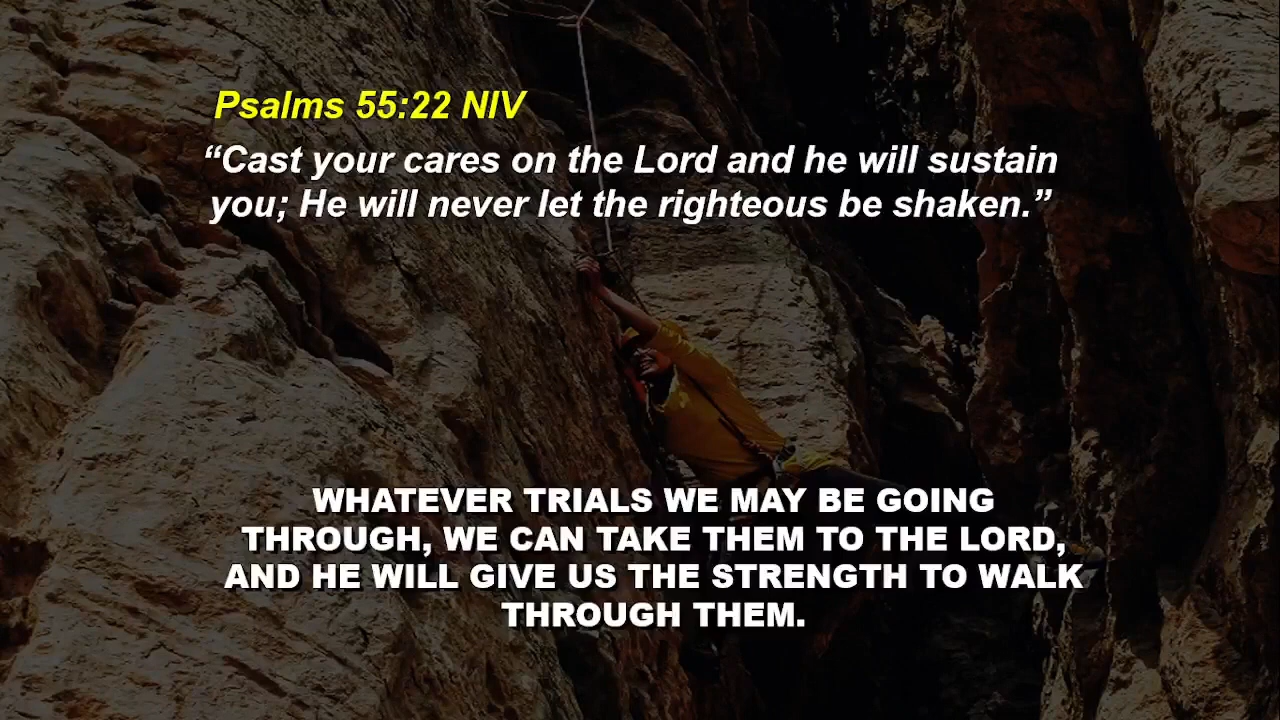 Psalms 55:22 NIV
“Cast your cares on the Lord and he will sustain
you; He will never let the righteous be shaken.”
WHATEVER TRIALS WE MAY BE GOING
THROUGH, WE CAN TAKE THEM TO THE LORD,
AND HE WILL GIVE US THE STRENGTH TO WALK
THROUGH THEM.